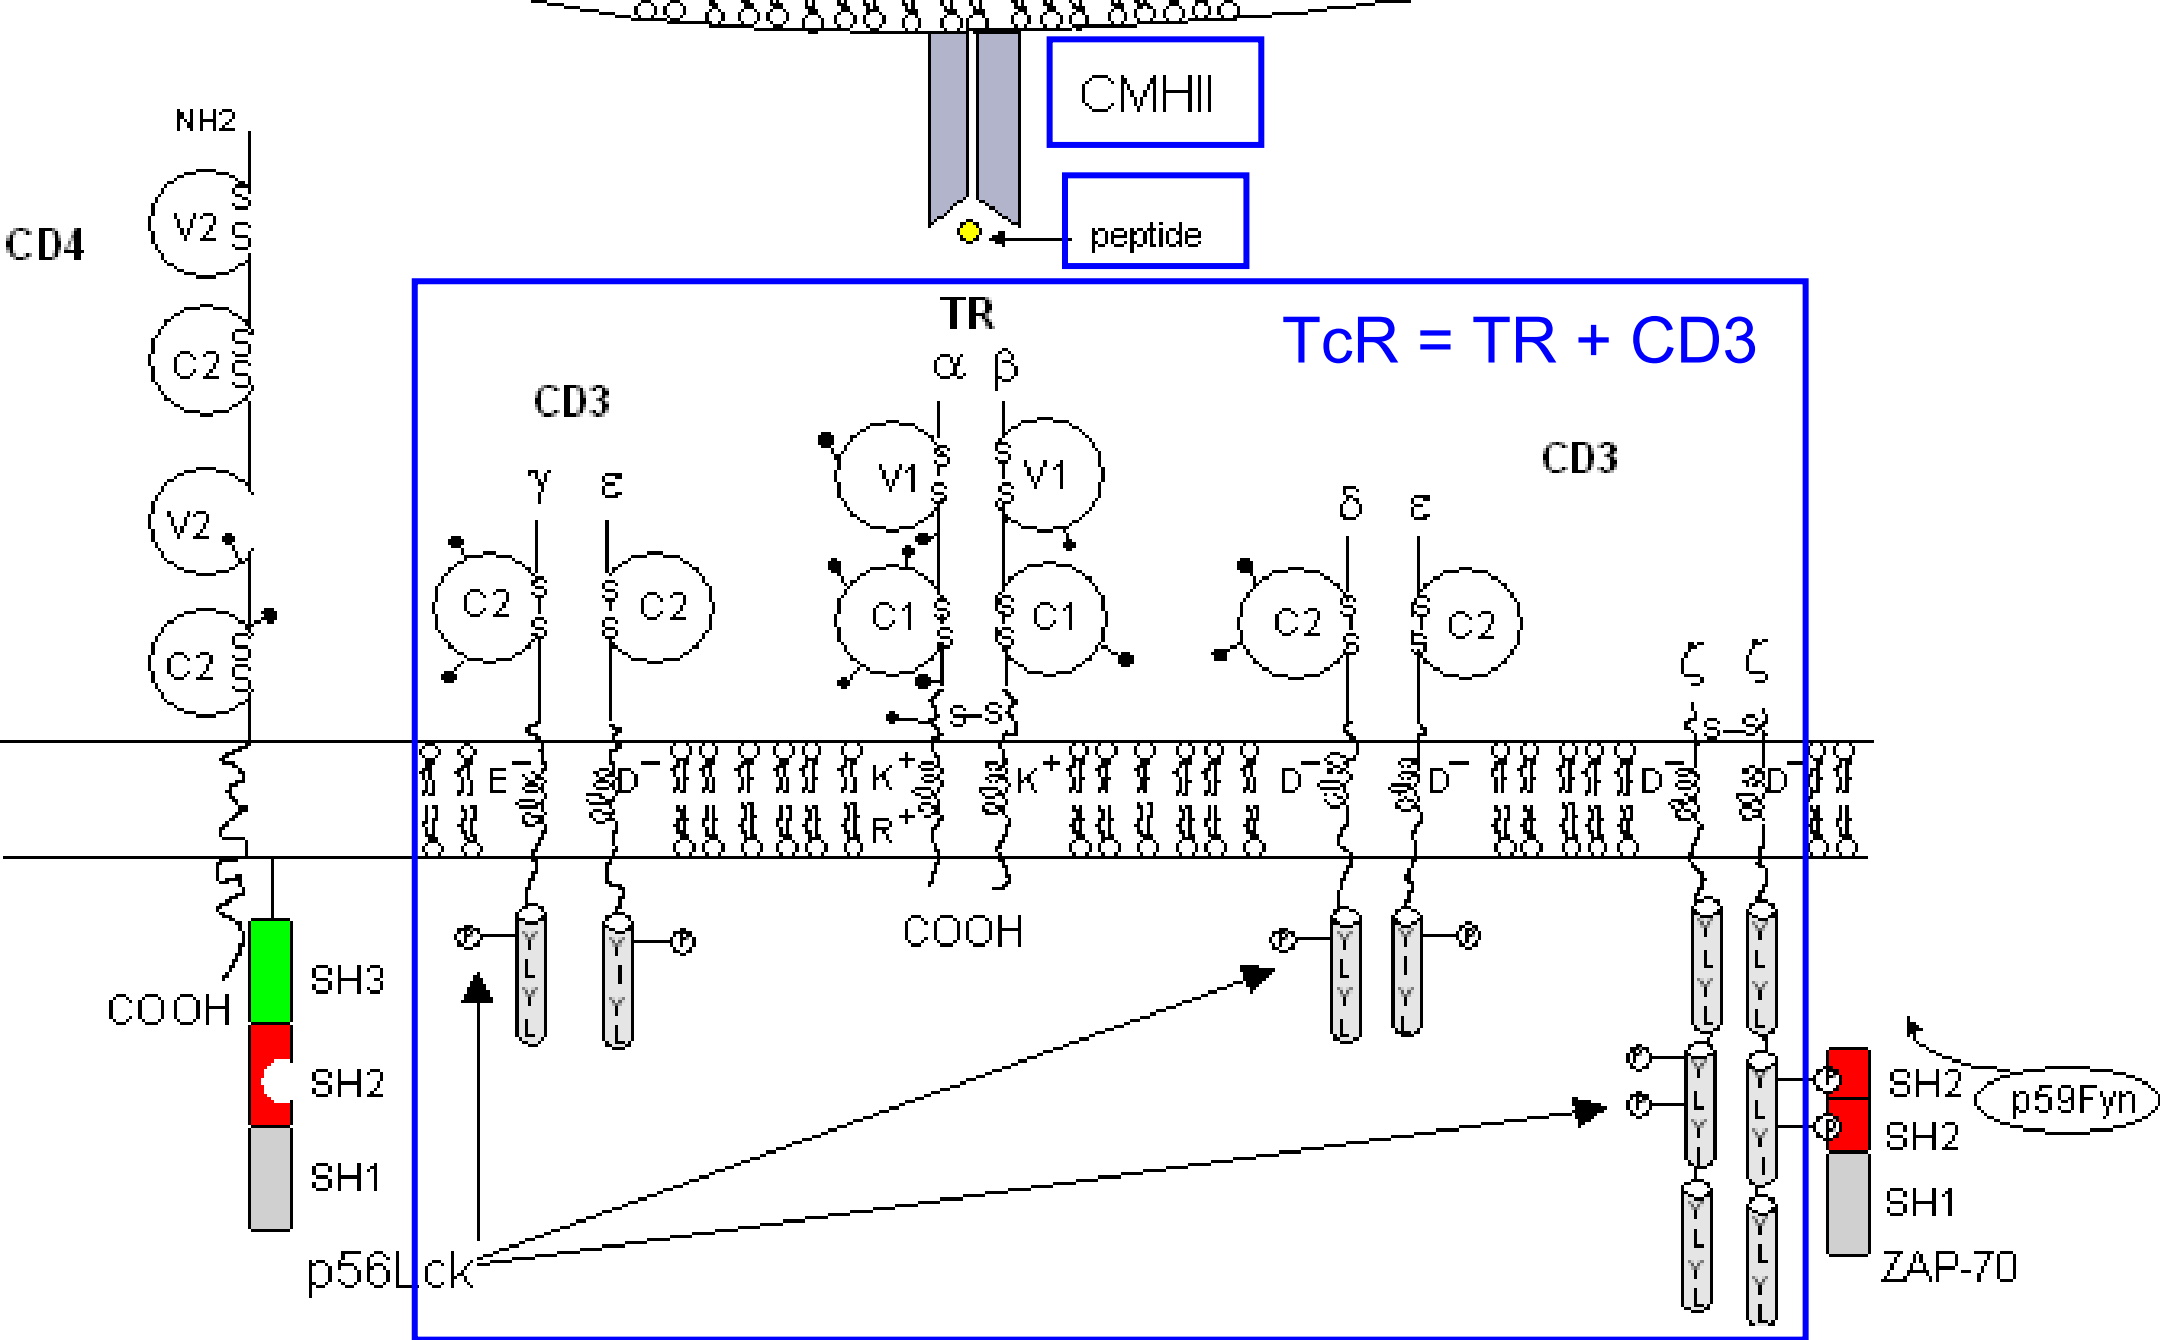 CMHII
NH2
V2
S
S
peptide
CD4
TR
TcR = TR + CD3
C2
S
S
α β
CD3
V1
S
S
S
S
V1
CD3
γ ε
δ ε
V2
C2
S
S
S
S
C2
C1
S
S
S
S
C1
C2
S
S
S
S
C2
C2
S
S
ζ ζ
S–S
S–S
E⁻ D⁻ K⁺ K⁺ D⁻ D⁻ D⁻ D⁻
R⁺
COOH
P
Y
L
Y
L
Y
I
Y
L
P
P
Y
L
Y
L
Y
I
Y
L
P
Y
L
Y
L
Y
L
Y
L
SH3
COOH
SH2
SH1
P
P
Y
L
Y
I
Y
L
Y
I
P
P
SH2
SH2
SH1
ZAP-70
p59Fyn
Y
L
Y
L
Y
L
Y
L
p56Lck
COOH